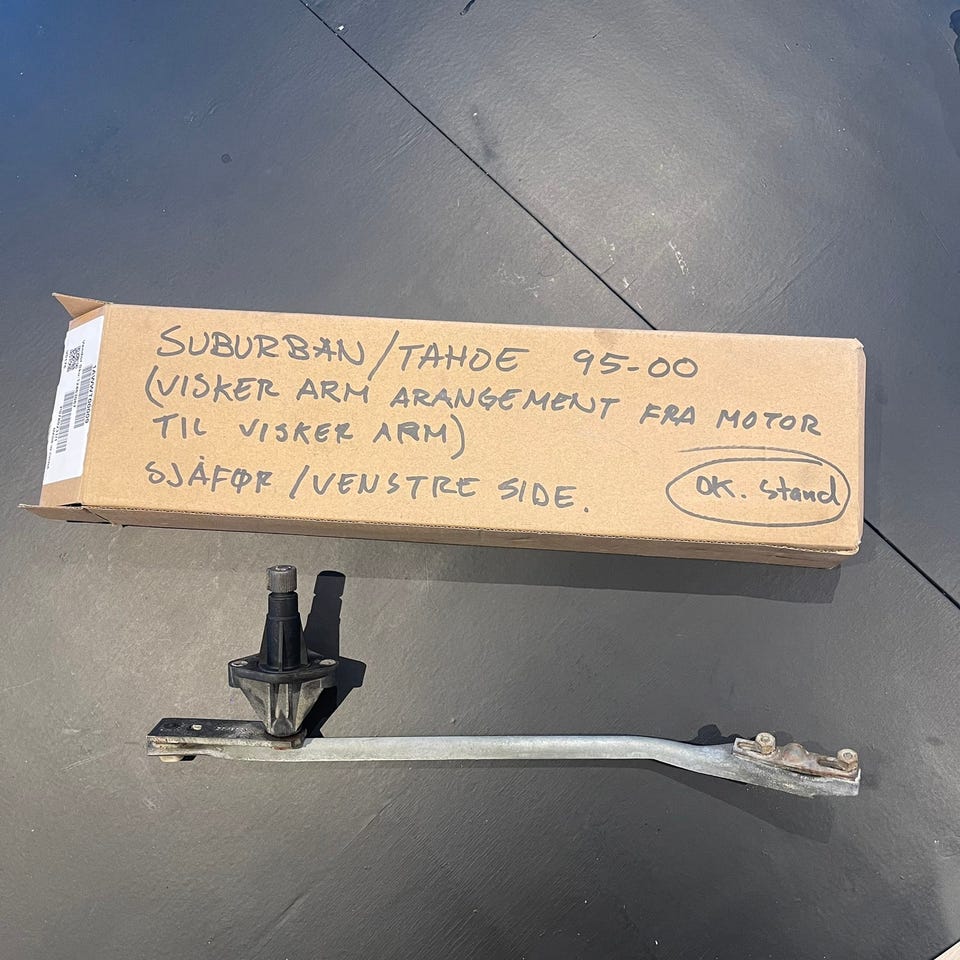 SUBURBAN/TAHOE 95-00
(VISKER ARM ARANGEMENT FRA MOTOR
TIL VISKER ARM)
SJÅFØR/VENSTRE SIDE.
OK. Stand